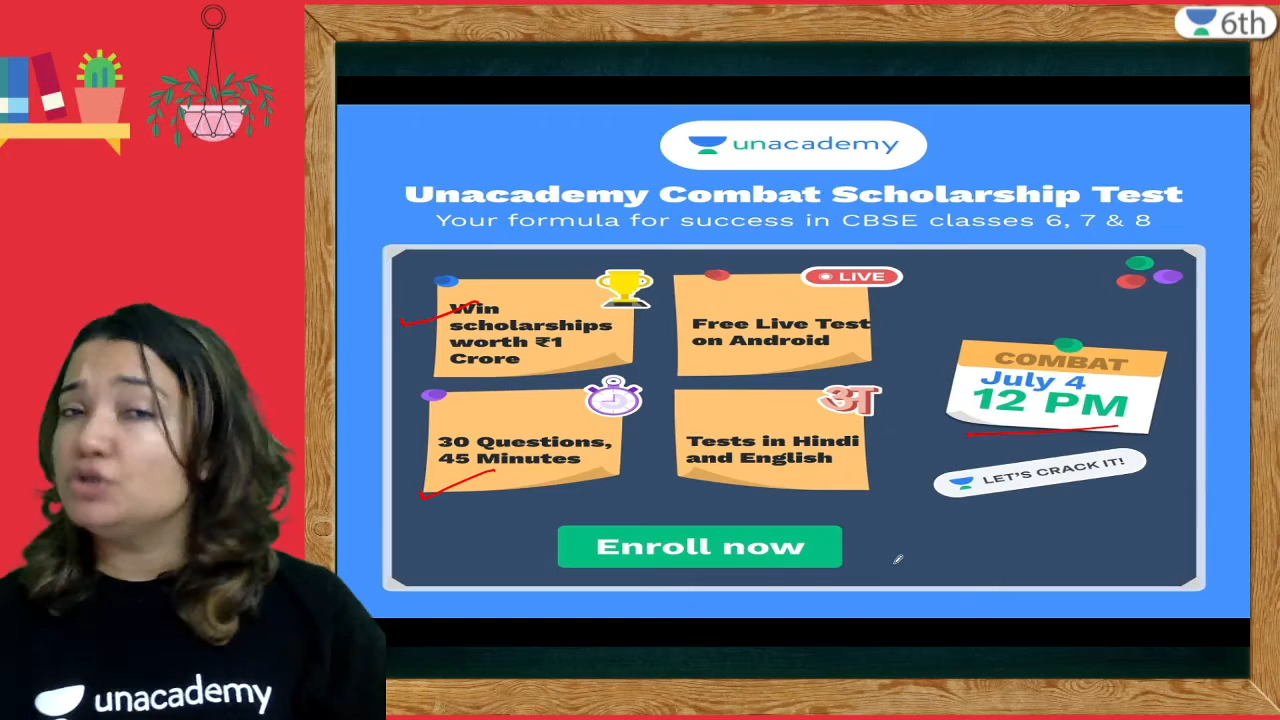 6th
unacademy
Unacademy Combat Scholarship Test
Your formula for success in CBSE classes 6, 7 & 8
Win
scholarships
worth ₹1
Crore
LIVE
Free Live Test
on Android
30 Questions,
45 Minutes
अ
Tests in Hindi
and English
COMBAT
July 4
12 PM
LET'S CRACK IT!
Enroll now
unacademy